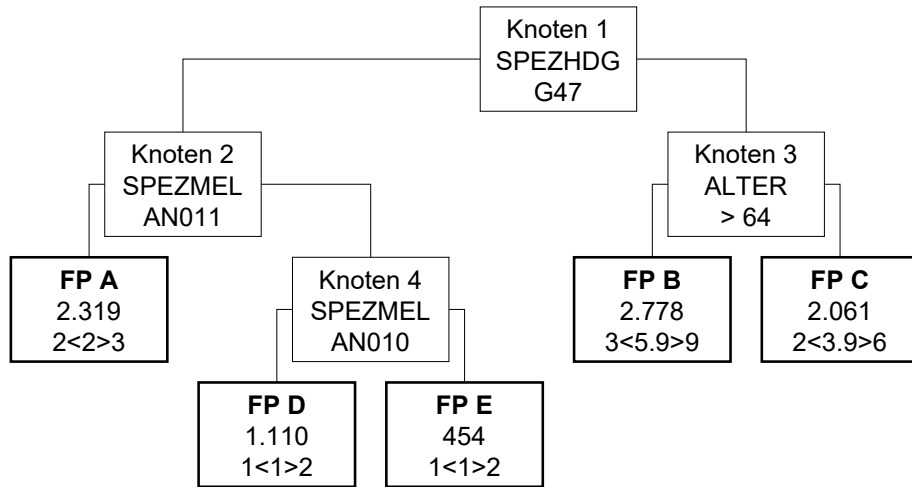 Knoten 1
SPEZHDG
G47
Knoten 2
SPEZMEL
AN011
Knoten 3
ALTER
> 64
FP A
2.319
2<2>3
Knoten 4
SPEZMEL
AN010
FP B
2.778
3<5.9>9
FP C
2.061
2<3.9>6
FP D
1.110
1<1>2
FP E
454
1<1>2